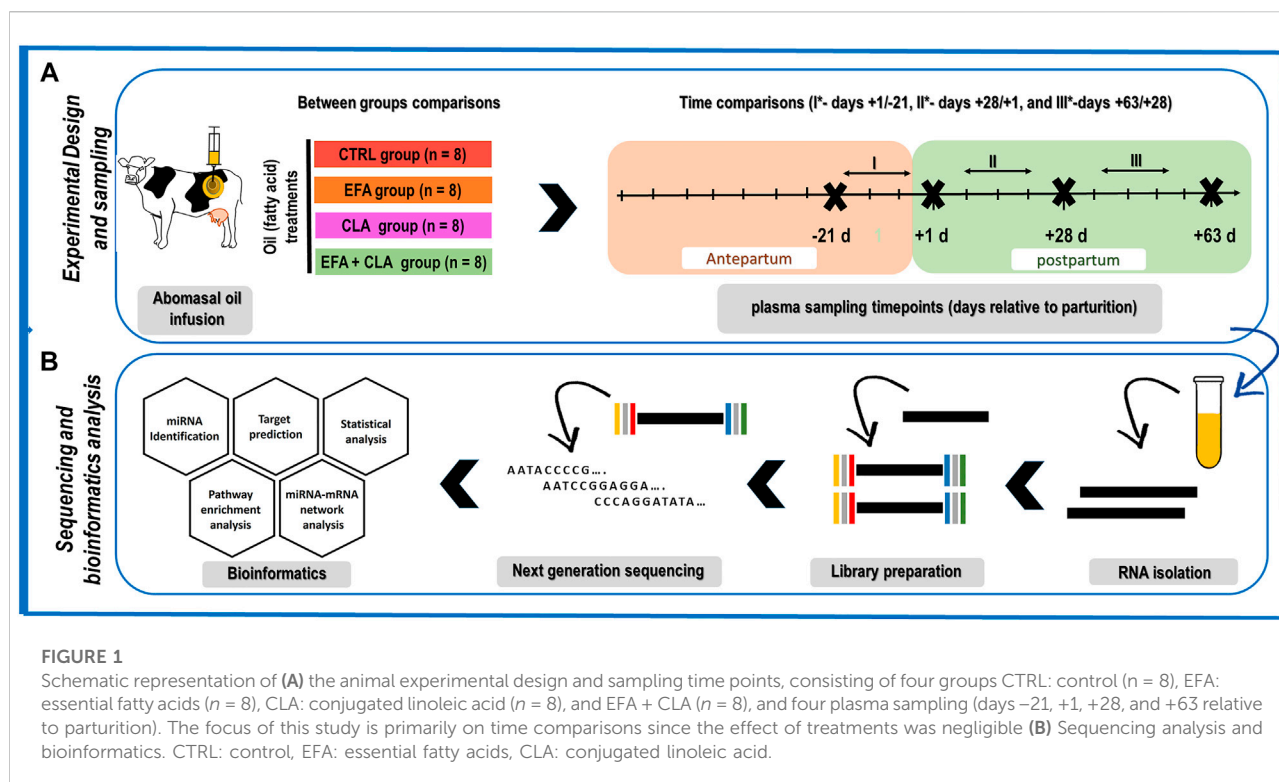 A
Experimental Design
and sampling
Between groups comparisons
Oil (fatty acid)
treatments
CTRL group (n = 8)
EFA group (n = 8)
CLA group (n = 8)
EFA + CLA group (n = 8)
Abomasal oil
infusion
Time comparisons (I*- days +1/-21, II*- days +28/+1, and III*-days +63/+28)
I
II
III
-21 d
1
+1 d
+28 d
+63 d
Antepartum
postpartum
plasma sampling timepoints (days relative to parturition)
B
Sequencing and
bioinformatics analysis
miRNA
Identification
Target
prediction
Statistical
analysis
Pathway
enrichment
analysis
miRNA-mRNA
network
analysis
Bioinformatics
AATACCCCG....
AATCCGGAGGA....
CCCAGGATATA...
Next generation sequencing
Library preparation
RNA isolation
FIGURE 1
Schematic representation of (A) the animal experimental design and sampling time points, consisting of four groups CTRL: control (n = 8), EFA:
essential fatty acids (n = 8), CLA: conjugated linoleic acid (n = 8), and EFA + CLA (n = 8), and four plasma sampling (days −21, +1, +28, and +63 relative
to parturition). The focus of this study is primarily on time comparisons since the effect of treatments was negligible (B) Sequencing analysis and
bioinformatics. CTRL: control, EFA: essential fatty acids, CLA: conjugated linoleic acid.